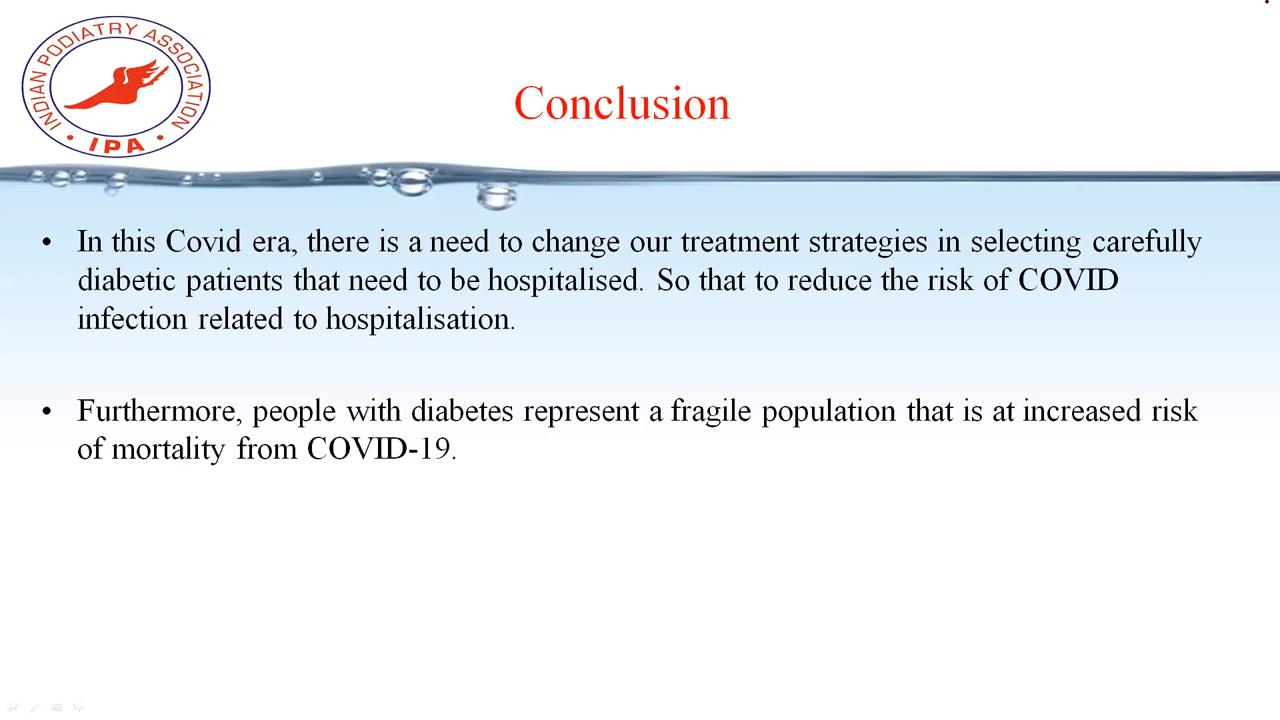 INDIAN PODIATRY ASSOCIATION
• IPA •
Conclusion
• In this Covid era, there is a need to change our treatment strategies in selecting carefully
diabetic patients that need to be hospitalised. So that to reduce the risk of COVID
infection related to hospitalisation.
• Furthermore, people with diabetes represent a fragile population that is at increased risk
of mortality from COVID-19.